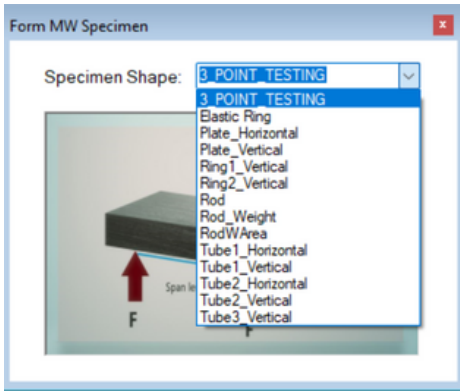 Form MW Specimen
x
Specimen Shape:
3_POINT_TESTING
3_POINT_TESTING
Elastic Ring
Plate_Horizontal
Plate_Vertical
Ring1_Vertical
Ring2_Vertical
Rod
Rod_Weight
RodWArea
Tube1_Horizontal
Tube1_Vertical
Tube2_Horizontal
Tube2_Vertical
Tube3_Vertical
Span
F